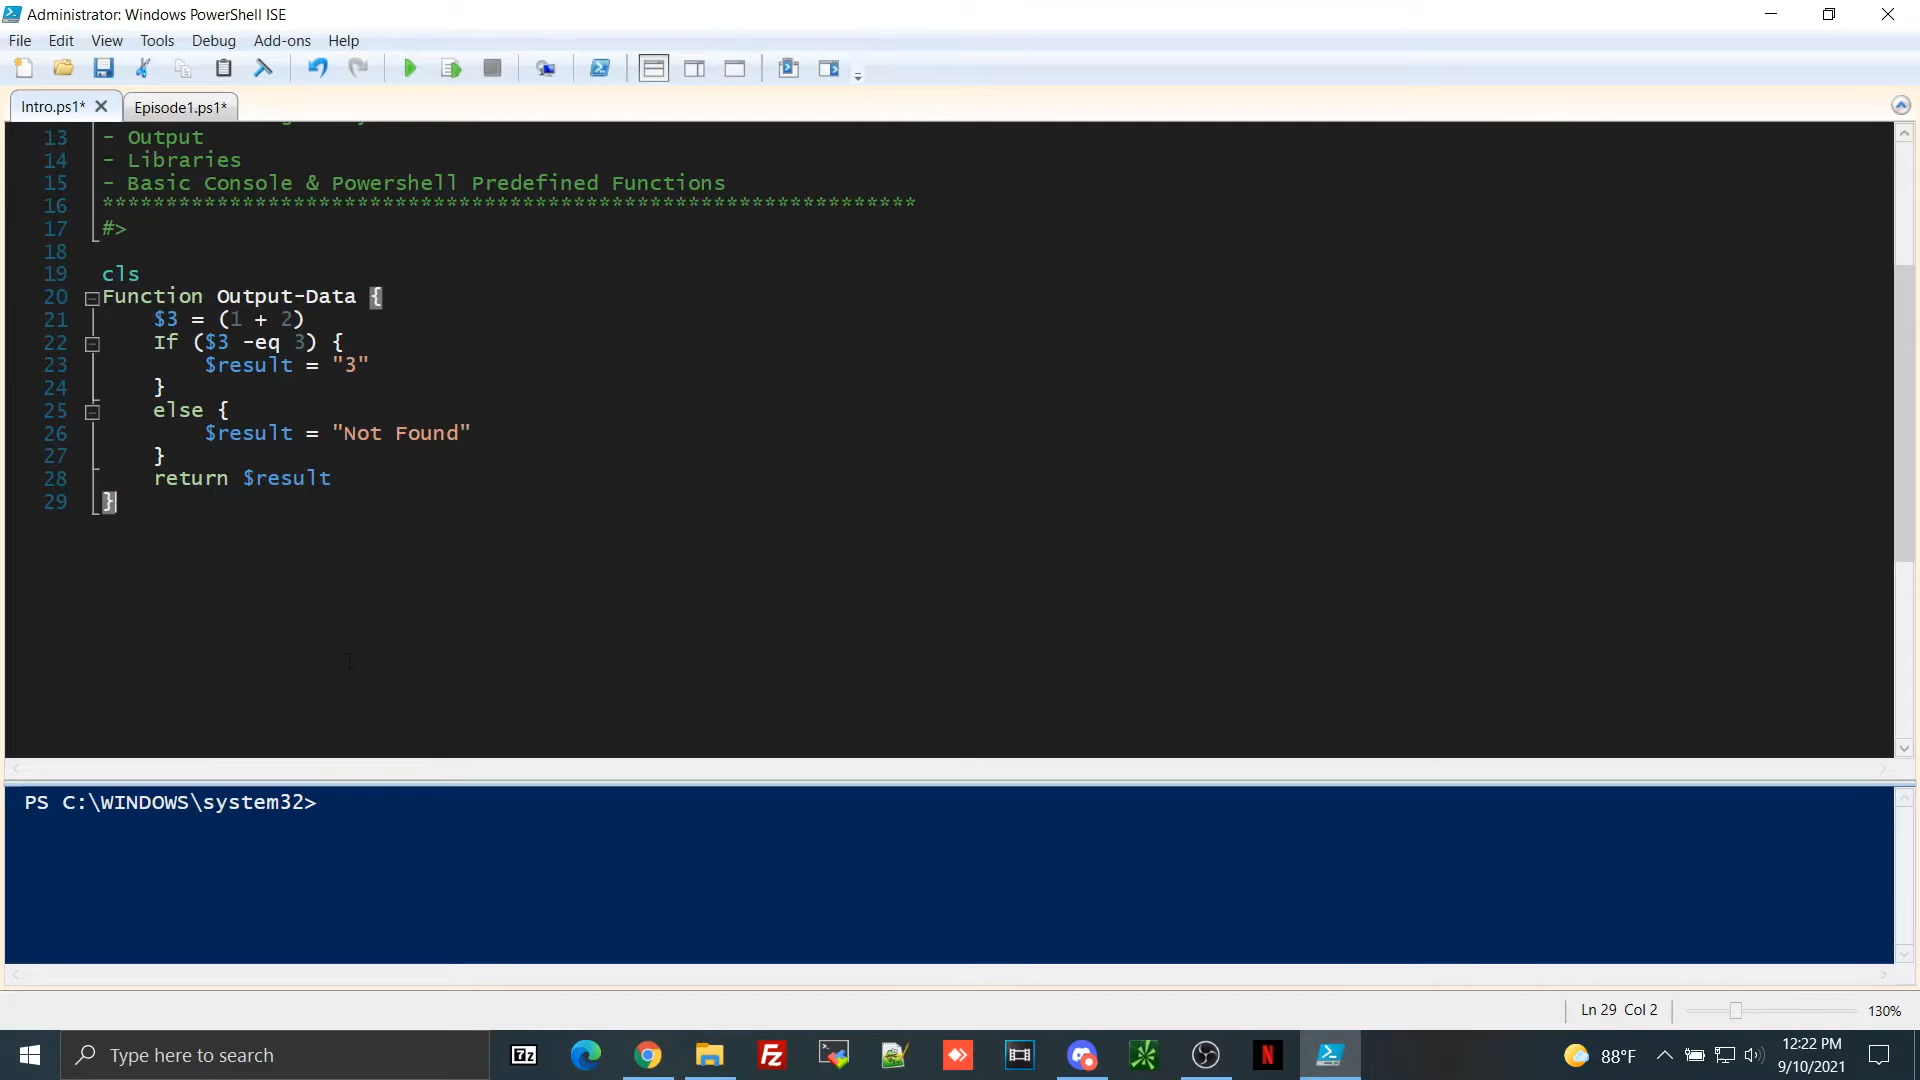 Administrator: Windows PowerShell ISE
File Edit View Tools Debug Add-ons Help
Intro.ps1* Episode1.ps1*
13 - Output
14 - Libraries
15 - Basic Console & Powershell Predefined Functions
16 ****************************************************************
17 #>
18
19 cls
20 Function Output-Data {
21 $3 = (1 + 2)
22 If ($3 -eq 3) {
23 $result = "3"
24 }
25 else {
26 $result = "Not Found"
27 }
28 return $result
29 }
PS C:\WINDOWS\system32>
Ln 29 Col 2 130%
Type here to search
7z
Fz
N
88°F
12:22 PM
9/10/2021